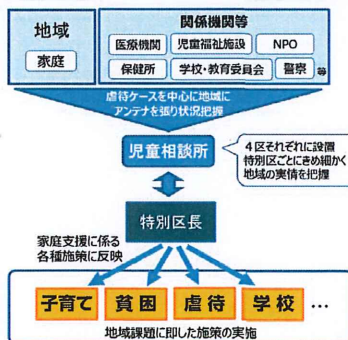 地域
家庭
関係機関等
医療機関 児童福祉施設 NPO
保健所 学校・教育委員会 警察 等
虐待ケースを中心に地域に
アンテナを張り状況把握
児童相談所
4区それぞれに設置
特別区ごとにきめ細かく
地域の実情を把握
特別区長
家庭支援に係る
各種施策に反映
子育て 貧困 虐待 学校 …
地域課題に即した施策の実施